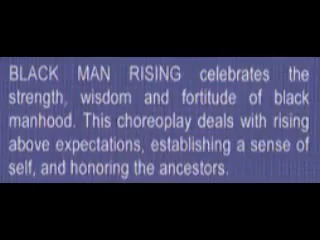 BLACK MAN RISING celebrates the
strength, wisdom and fortitude of black
manhood. This choreoplay deals with rising
above expectations, establishing a sense of
self, and honoring the ancestors.